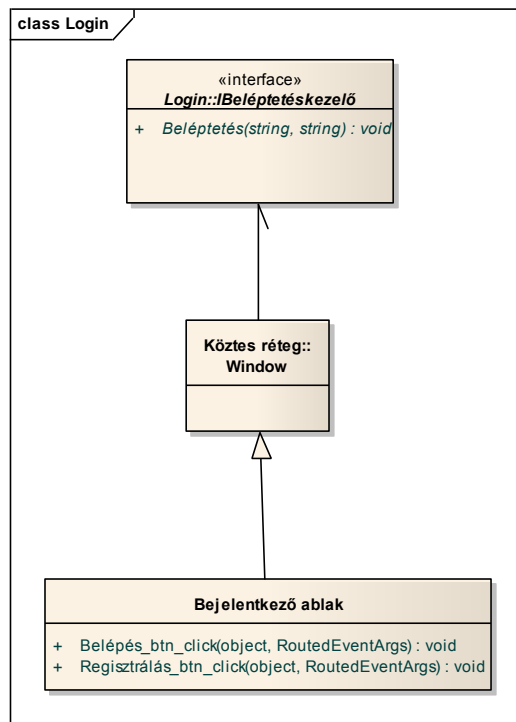 class Login
«interface»
Login::IBeléptetéskezelő
+ Beléptetés(string, string) : void
Köztes réteg::
Window
Bejelentkező ablak
+ Belépés_btn_click(object, RoutedEventArgs) : void
+ Regisztrálás_btn_click(object, RoutedEventArgs) : void